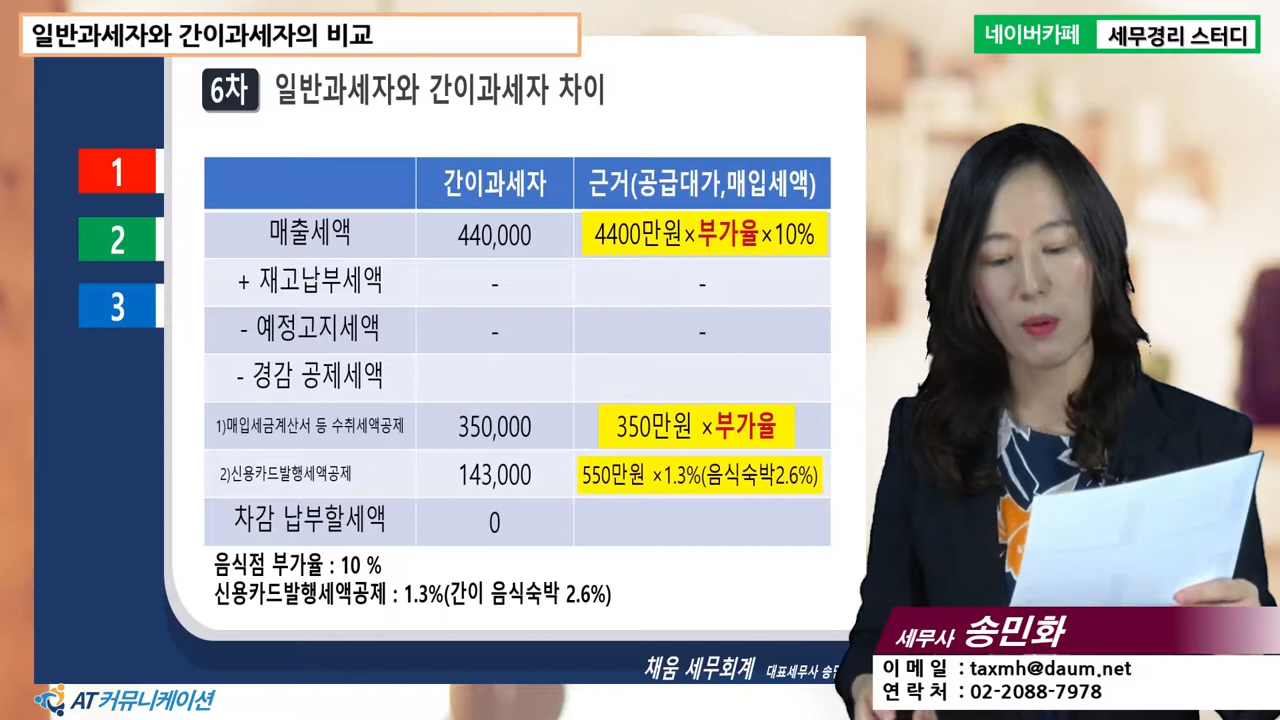 일반과세자와 간이과세자의 비교
네이버카페 세무경리 스터디
6차 일반과세자와 간이과세자 차이
1
2
3
간이과세자 근거(공급대가,매입세액)
매출세액 440,000 4400만원×부가율×10%
+ 재고납부세액 - -
- 예정고지세액 - -
- 경감 공제세액
1)매입세금계산서 등 수취세액공제 350,000 350만원 ×부가율
2)신용카드발행세액공제 143,000 550만원 ×1.3%(음식숙박2.6%)
차감 납부할세액 0
음식점 부가율 : 10 %
신용카드발행세액공제 : 1.3%(간이 음식숙박 2.6%)
세무사 송민화
채움 세무회계 대표세무사
이 메 일 : taxmh@daum.net
연 락 처 : 02-2088-7978
AT커뮤니케이션